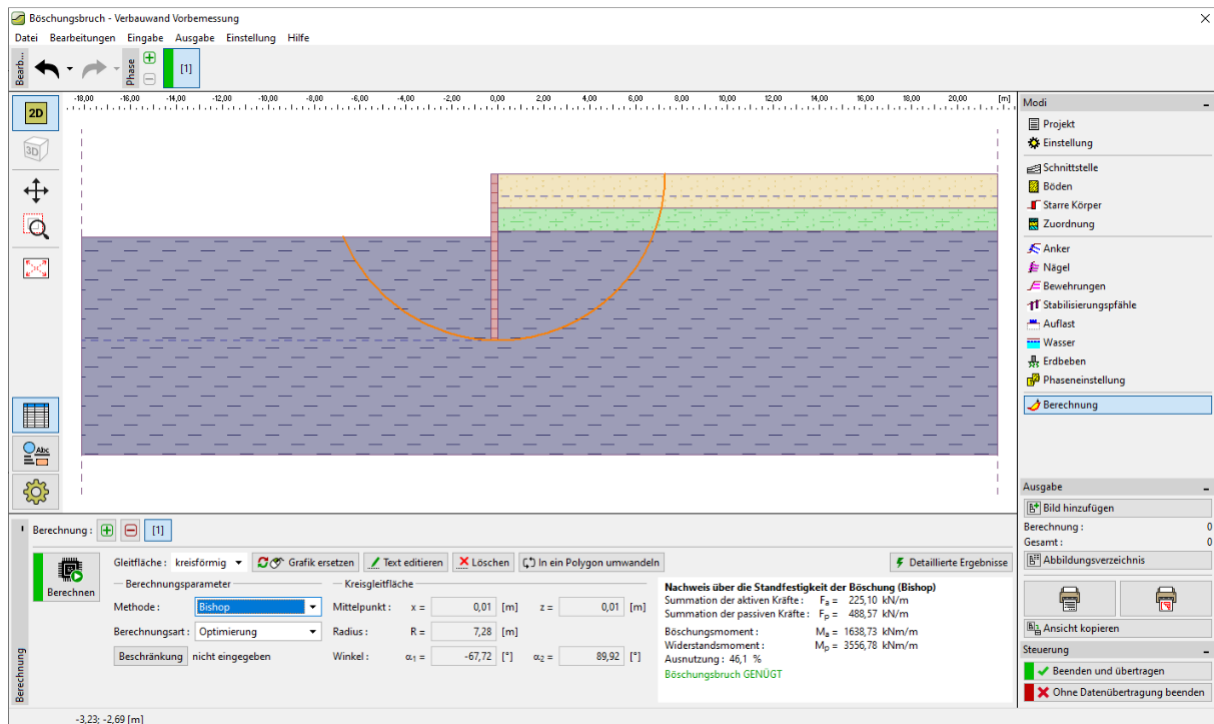 Böschungsbruch - Verbauwand Vorbemessung
Datei Bearbeitungen Eingabe Ausgabe Einstellung Hilfe
Bearb...
Phase
[1]
2D
3D
-18,00 -16,00 -14,00 -12,00 -10,00 -8,00 -6,00 -4,00 -2,00 0,00 2,00 4,00 6,00 8,00 10,00 12,00 14,00 16,00 18,00 20,00 [m]
Modi
Projekt
Einstellung
Schnittstelle
Böden
Starre Körper
Zuordnung
Anker
Nägel
Bewehrungen
Stabilisierungspfähle
Auflast
Wasser
Erdbeben
Phaseneinstellung
Berechnung
Abc
Ausgabe
Bild hinzufügen
Berechnung : 0
Gesamt : 0
Abbildungsverzeichnis
Ansicht kopieren
Steuerung
Beenden und übertragen
Ohne Datenübertragung beenden
Berechnung : [1]
Berechnen
Gleitfläche : kreisförmig Grafik ersetzen Text editieren Löschen In ein Polygon umwandeln Detaillierte Ergebnisse
Berechnungsparameter
Methode : Bishop
Berechnungsart : Optimierung
Beschränkung nicht eingegeben
Kreisgleitfläche
Mittelpunkt : x = 0,01 [m] z = 0,01 [m]
Radius : R = 7,28 [m]
Winkel : α1 = -67,72 [°] α2 = 89,92 [°]
Nachweis über die Standfestigkeit der Böschung (Bishop)
Summation der aktiven Kräfte : Fa = 225,10 kN/m
Summation der passiven Kräfte : Fp = 488,57 kN/m
Böschungsmoment : Ma = 1638,73 kNm/m
Widerstandsmoment : Mp = 3556,78 kNm/m
Ausnutzung : 46,1 %
Böschungsbruch GENÜGT
Berechnung
-3,23; -2,69 [m]